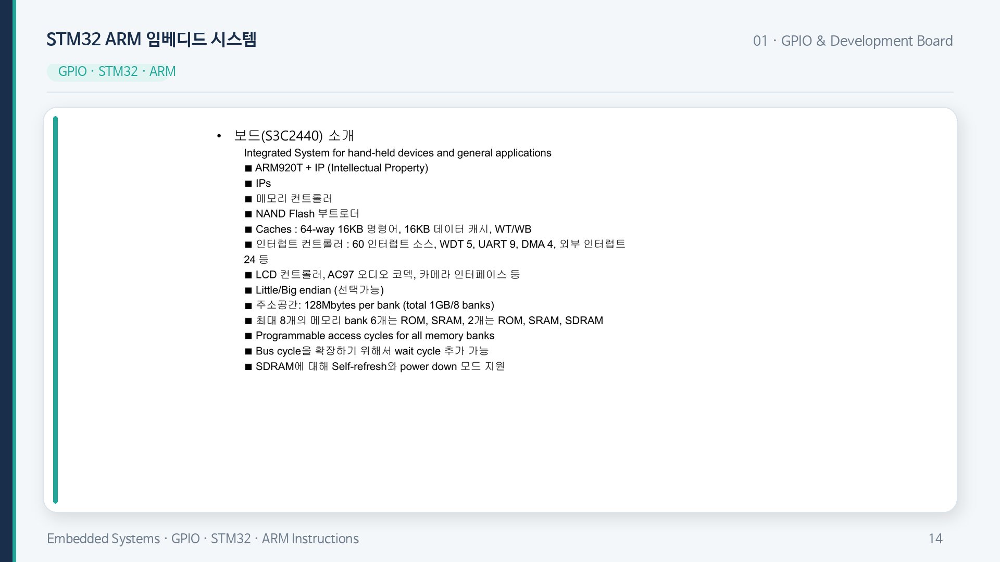 STM32 ARM 임베디드 시스템
01 · GPIO & Development Board
GPIO · STM32 · ARM
• 보드(S3C2440) 소개
Integrated System for hand-held devices and general applications
■ ARM920T + IP (Intellectual Property)
■ IPs
■ 메모리 컨트롤러
■ NAND Flash 부트로더
■ Caches : 64-way 16KB 명령어, 16KB 데이터 캐시, WT/WB
■ 인터럽트 컨트롤러 : 60 인터럽트 소스, WDT 5, UART 9, DMA 4, 외부 인터럽트
24 등
■ LCD 컨트롤러, AC97 오디오 코덱, 카메라 인터페이스 등
■ Little/Big endian (선택가능)
■ 주소공간: 128Mbytes per bank (total 1GB/8 banks)
■ 최대 8개의 메모리 bank 6개는 ROM, SRAM, 2개는 ROM, SRAM, SDRAM
■ Programmable access cycles for all memory banks
■ Bus cycle을 확장하기 위해서 wait cycle 추가 가능
■ SDRAM에 대해 Self-refresh와 power down 모드 지원
Embedded Systems · GPIO · STM32 · ARM Instructions
14